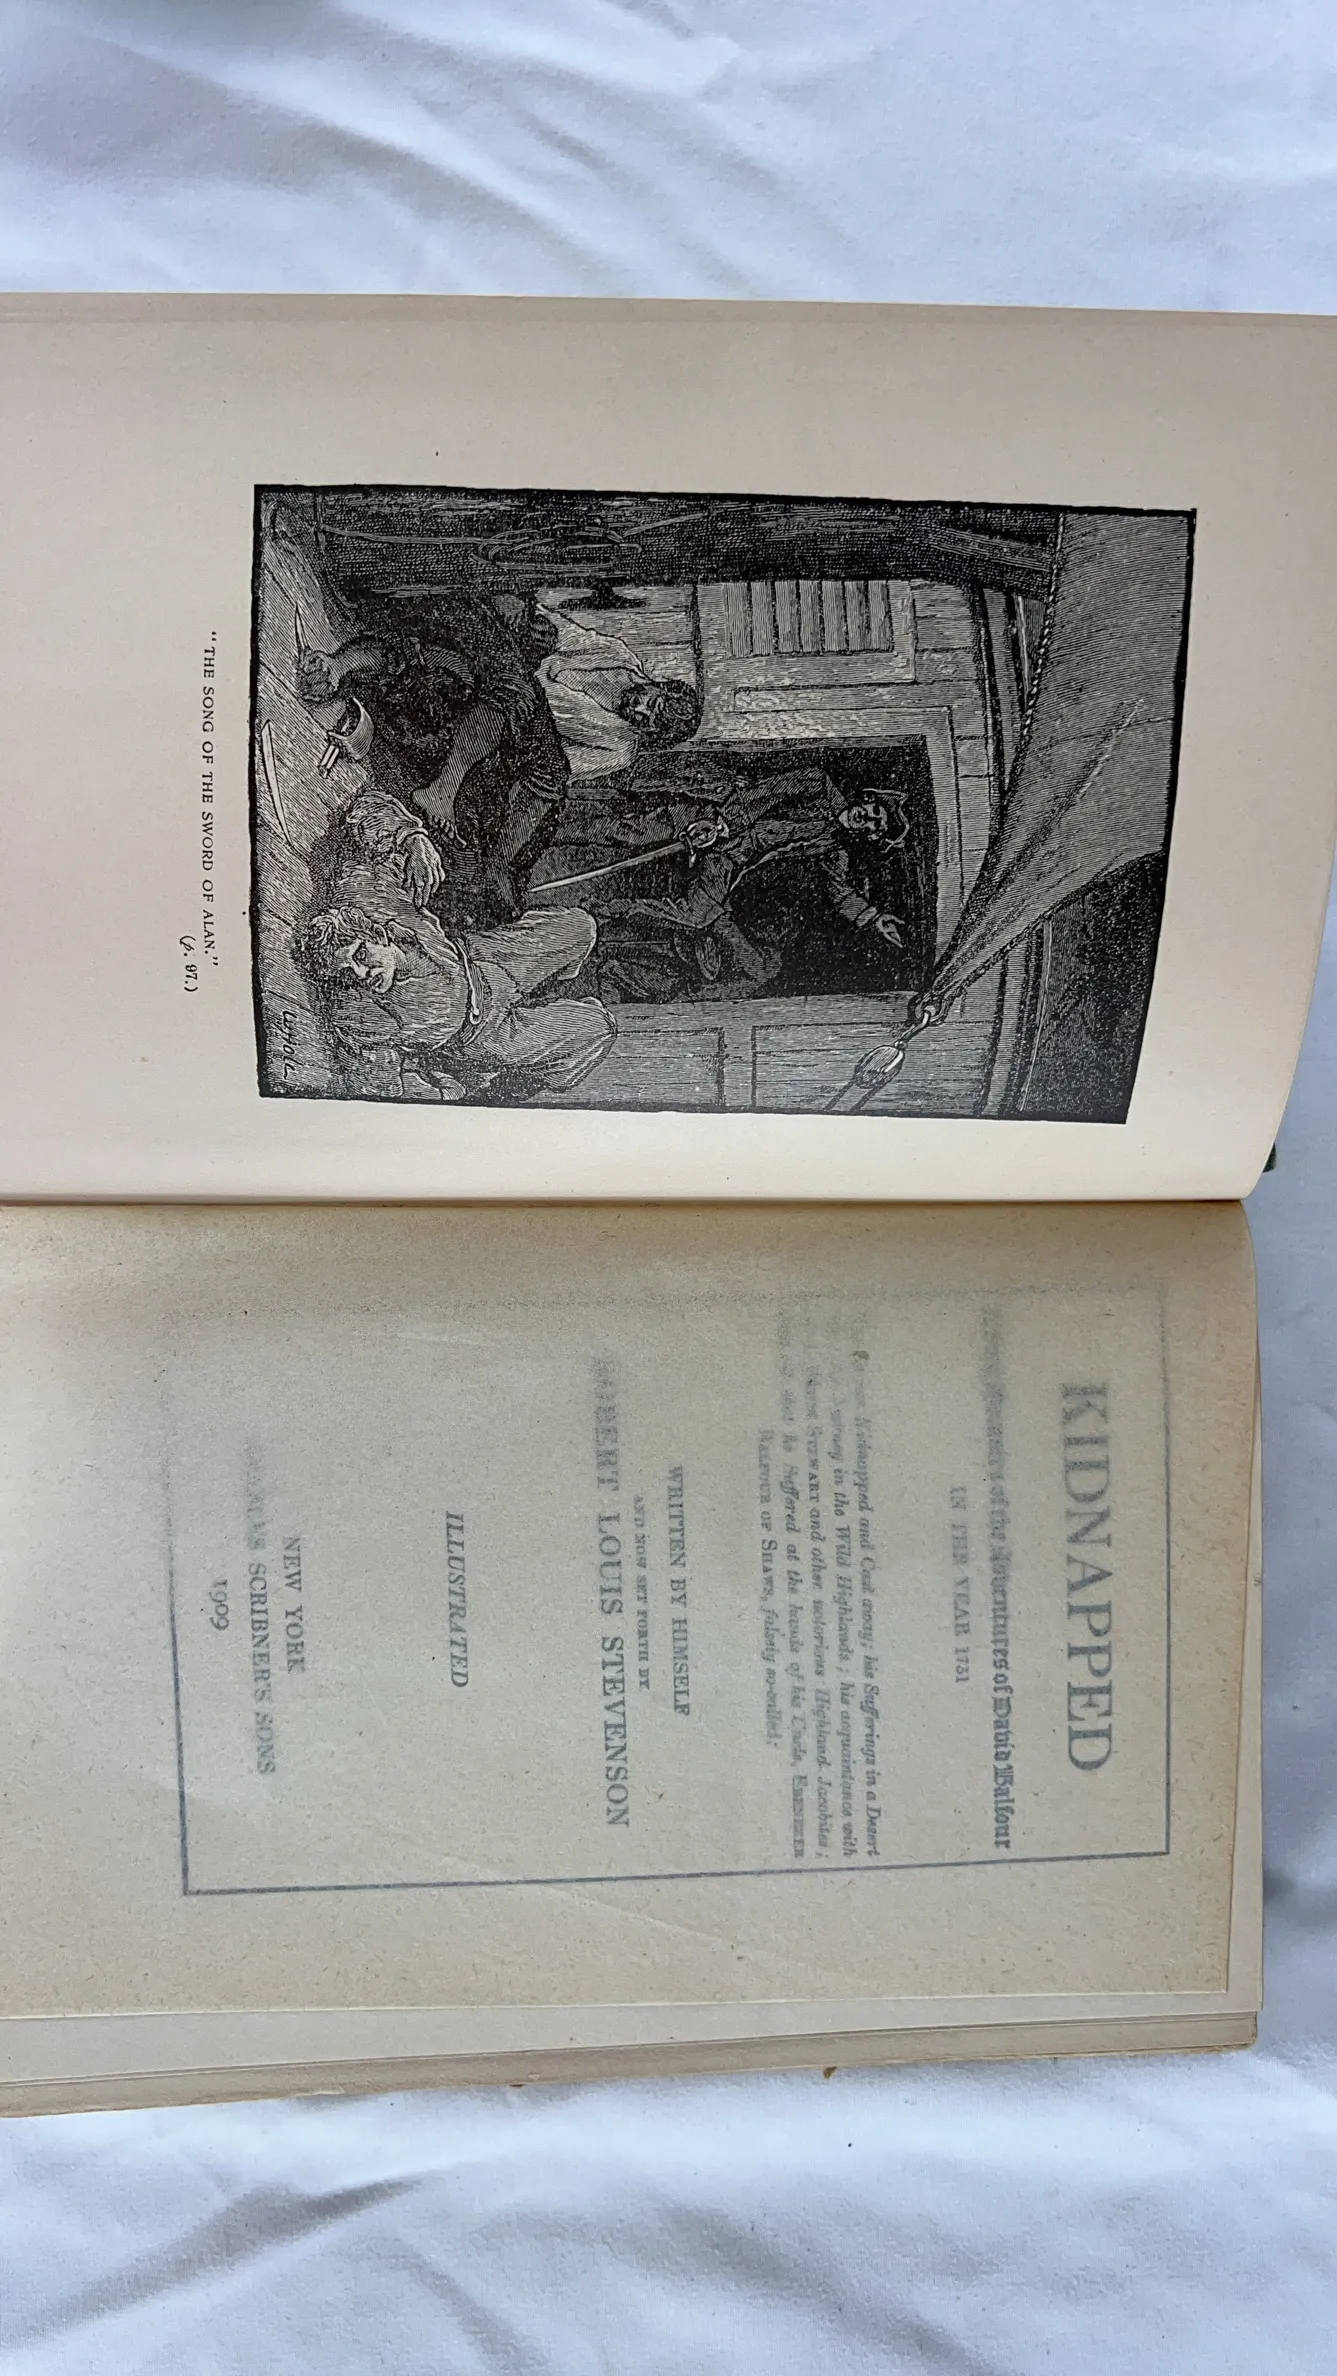 "THE SONG OF THE SWORD OF ALAN."
(p. 97.)
KIDNAPPED
of the Adventures of David Balfour
IN THE YEAR 1751
Kidnapped and Cast away; his Sufferings in a Desert
in the Wild Highlands; his acquaintance with
STEWART and other notorious Highland Jacobites;
that he Suffered at the hands of his Uncle, EBENEZER
BALFOUR OF SHAWS, falsely so-called;
WRITTEN BY HIMSELF
AND NOW SET FORTH BY
ROBERT LOUIS STEVENSON
ILLUSTRATED
NEW YORK
SCRIBNER'S SONS
1909